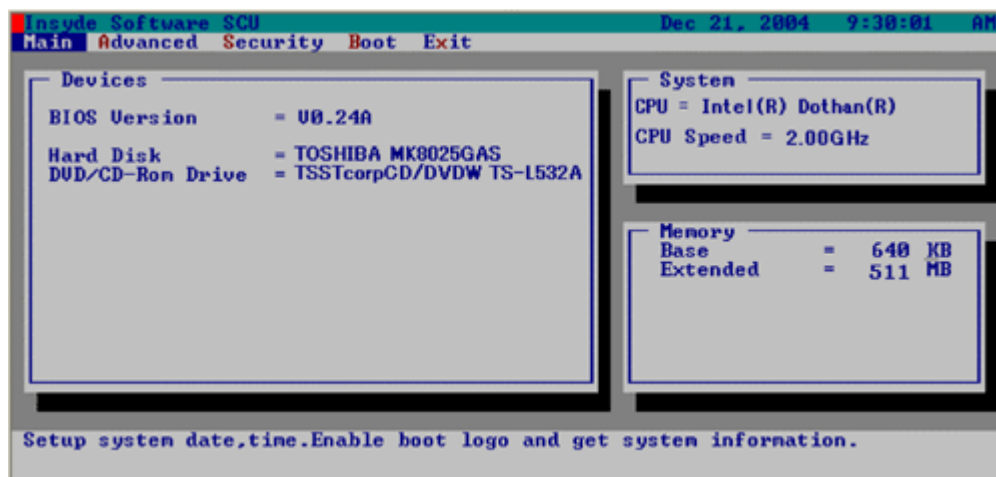 Insyde Software SCU Dec 21, 2004 9:30:01 AM
Main Advanced Security Boot Exit
Devices
BIOS Version = V0.24A
Hard Disk = TOSHIBA MK8025GAS
DVD/CD-Rom Drive = TSSTcorpCD/DVDW TS-L532A
System
CPU = Intel(R) Dothan(R)
CPU Speed = 2.00GHz
Memory
Base = 640 KB
Extended = 511 MB
Setup system date,time.Enable boot logo and get system information.